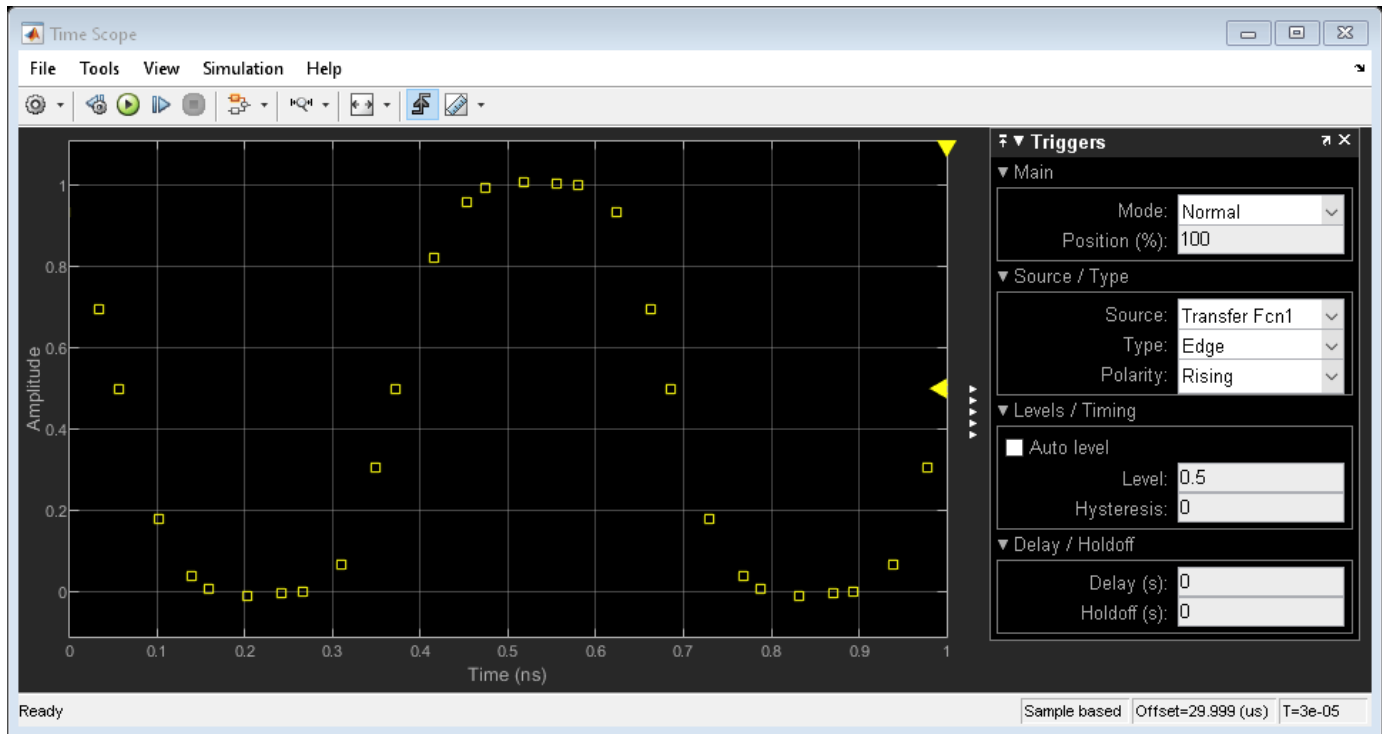 Time Scope
File Tools View Simulation Help
Triggers
Main
Mode: Normal
Position (%): 100
Source / Type
Source: Transfer Fcn1
Type: Edge
Polarity: Rising
Levels / Timing
Auto level
Level: 0.5
Hysteresis: 0
Delay / Holdoff
Delay (s): 0
Holdoff (s): 0
Amplitude
1
0.8
0.6
0.4
0.2
0
0 0.1 0.2 0.3 0.4 0.5 0.6 0.7 0.8 0.9 1
Time (ns)
Ready
Sample based Offset=29.999 (us) T=3e-05